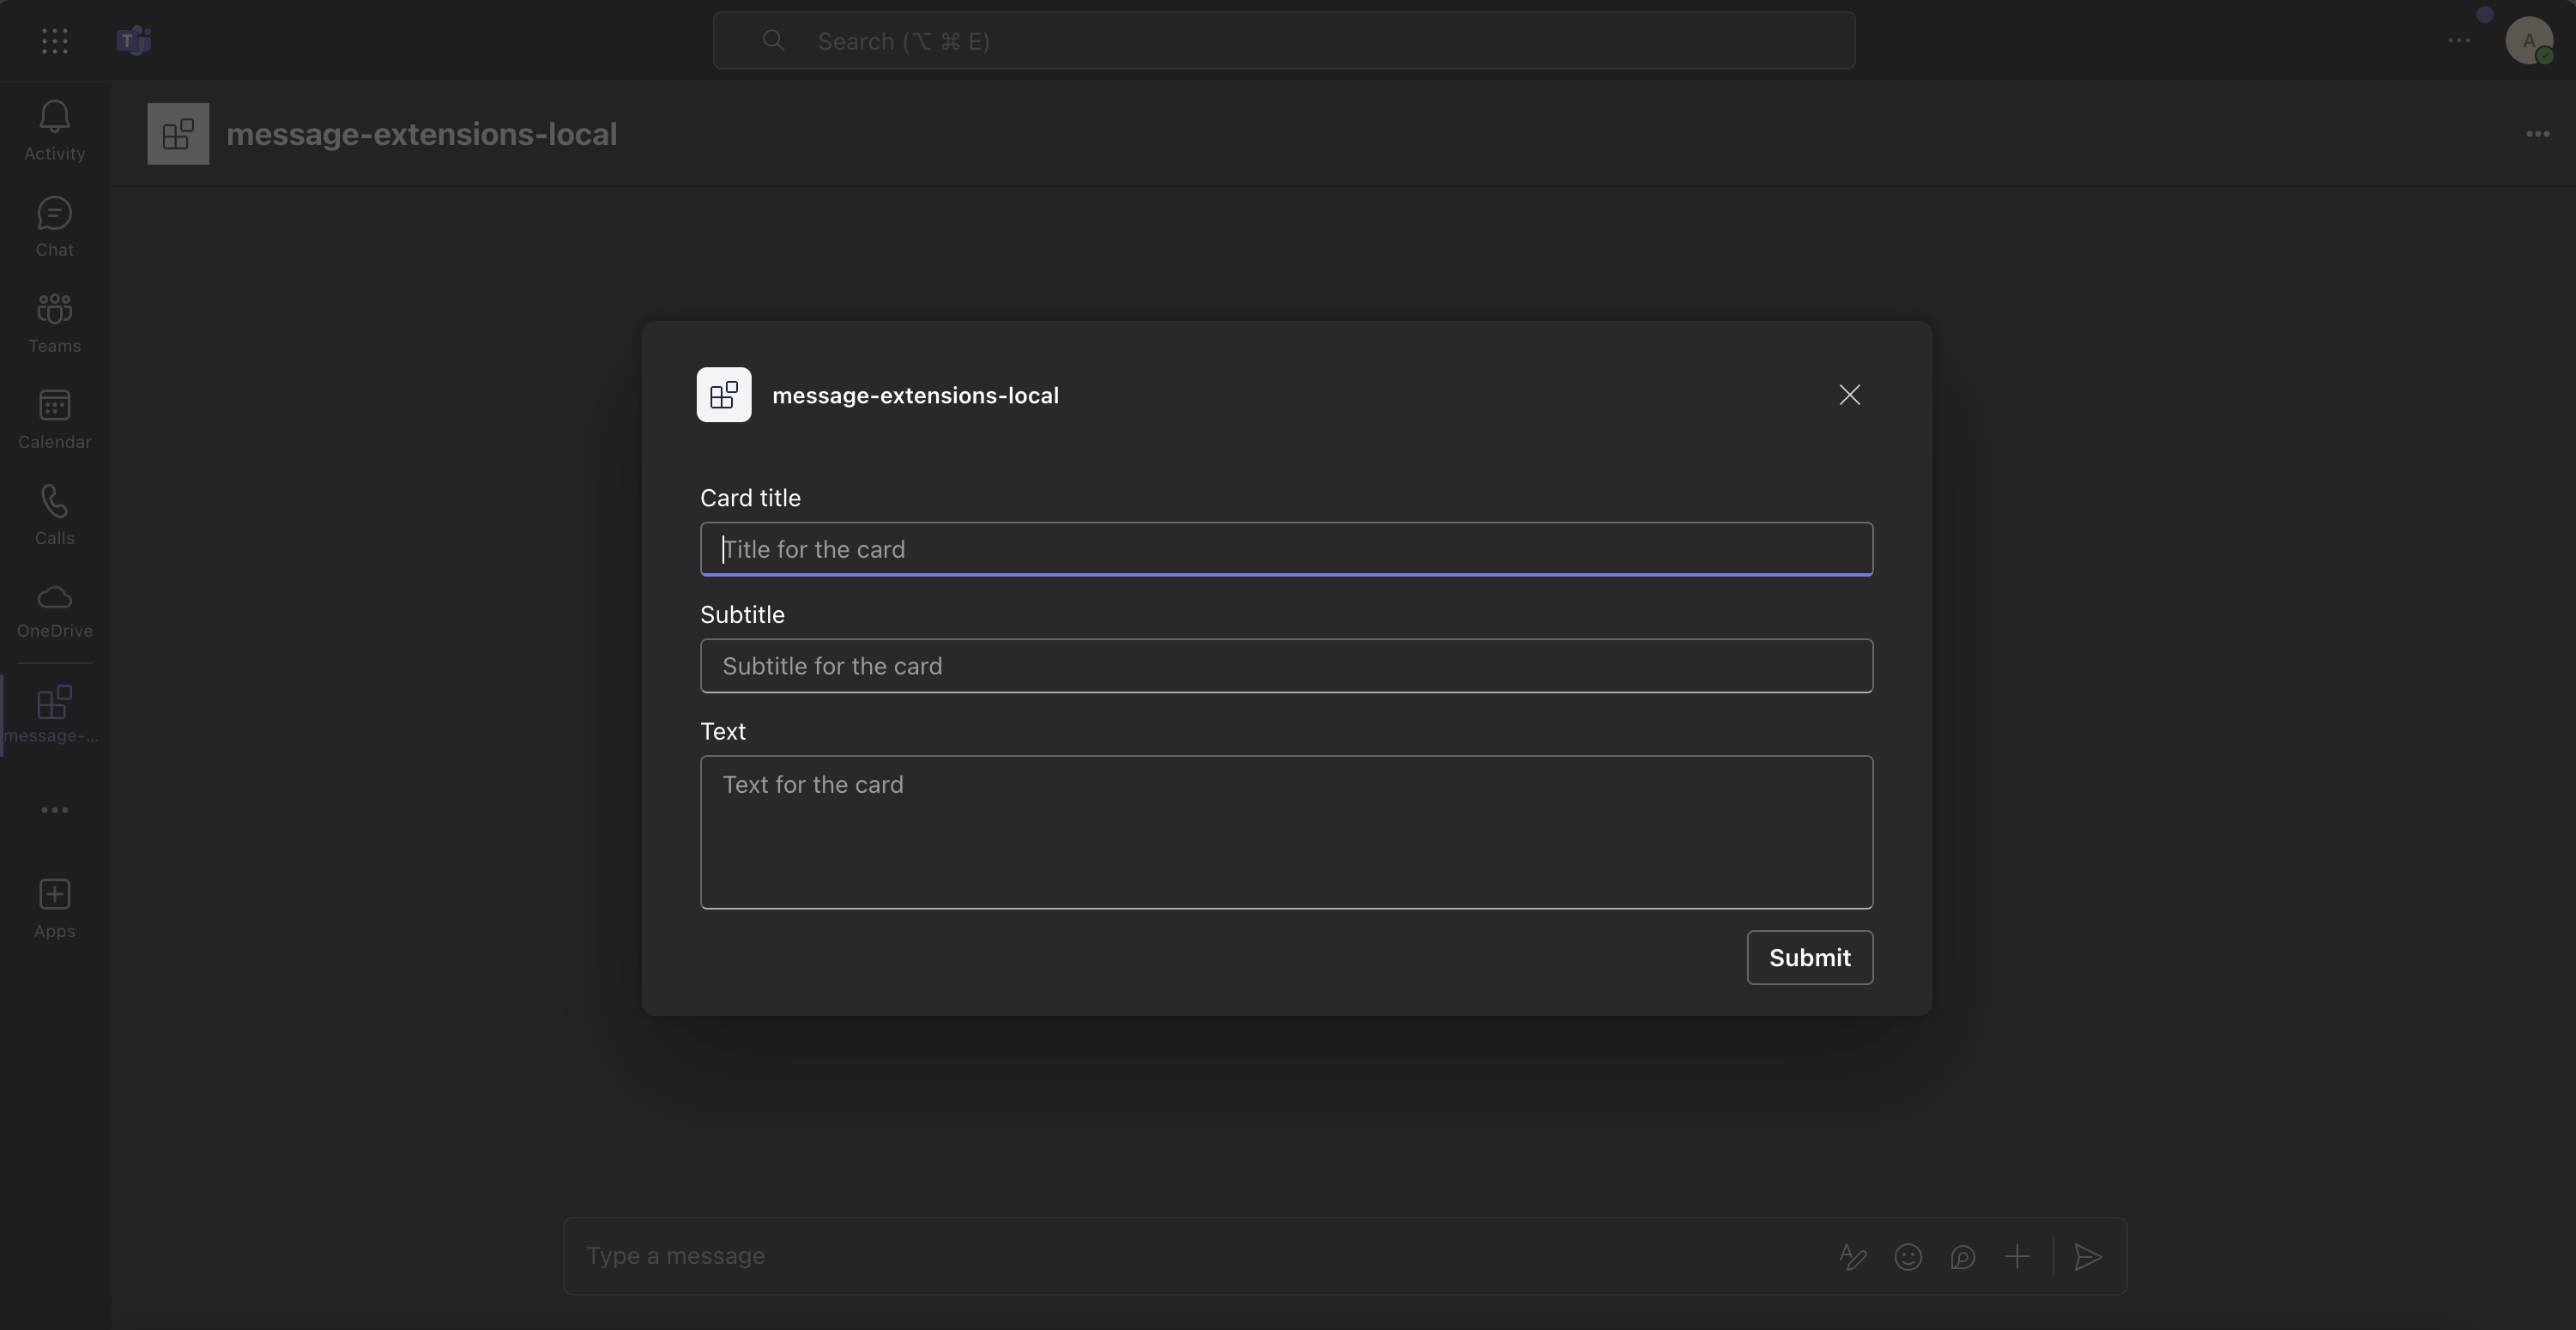 T
Search (⌥ ⌘ E)
A
Activity
Chat
Teams
Calendar
Calls
OneDrive
message-...
Apps
message-extensions-local
message-extensions-local
Card title
Title for the card
Subtitle
Subtitle for the card
Text
Text for the card
Submit
Type a message